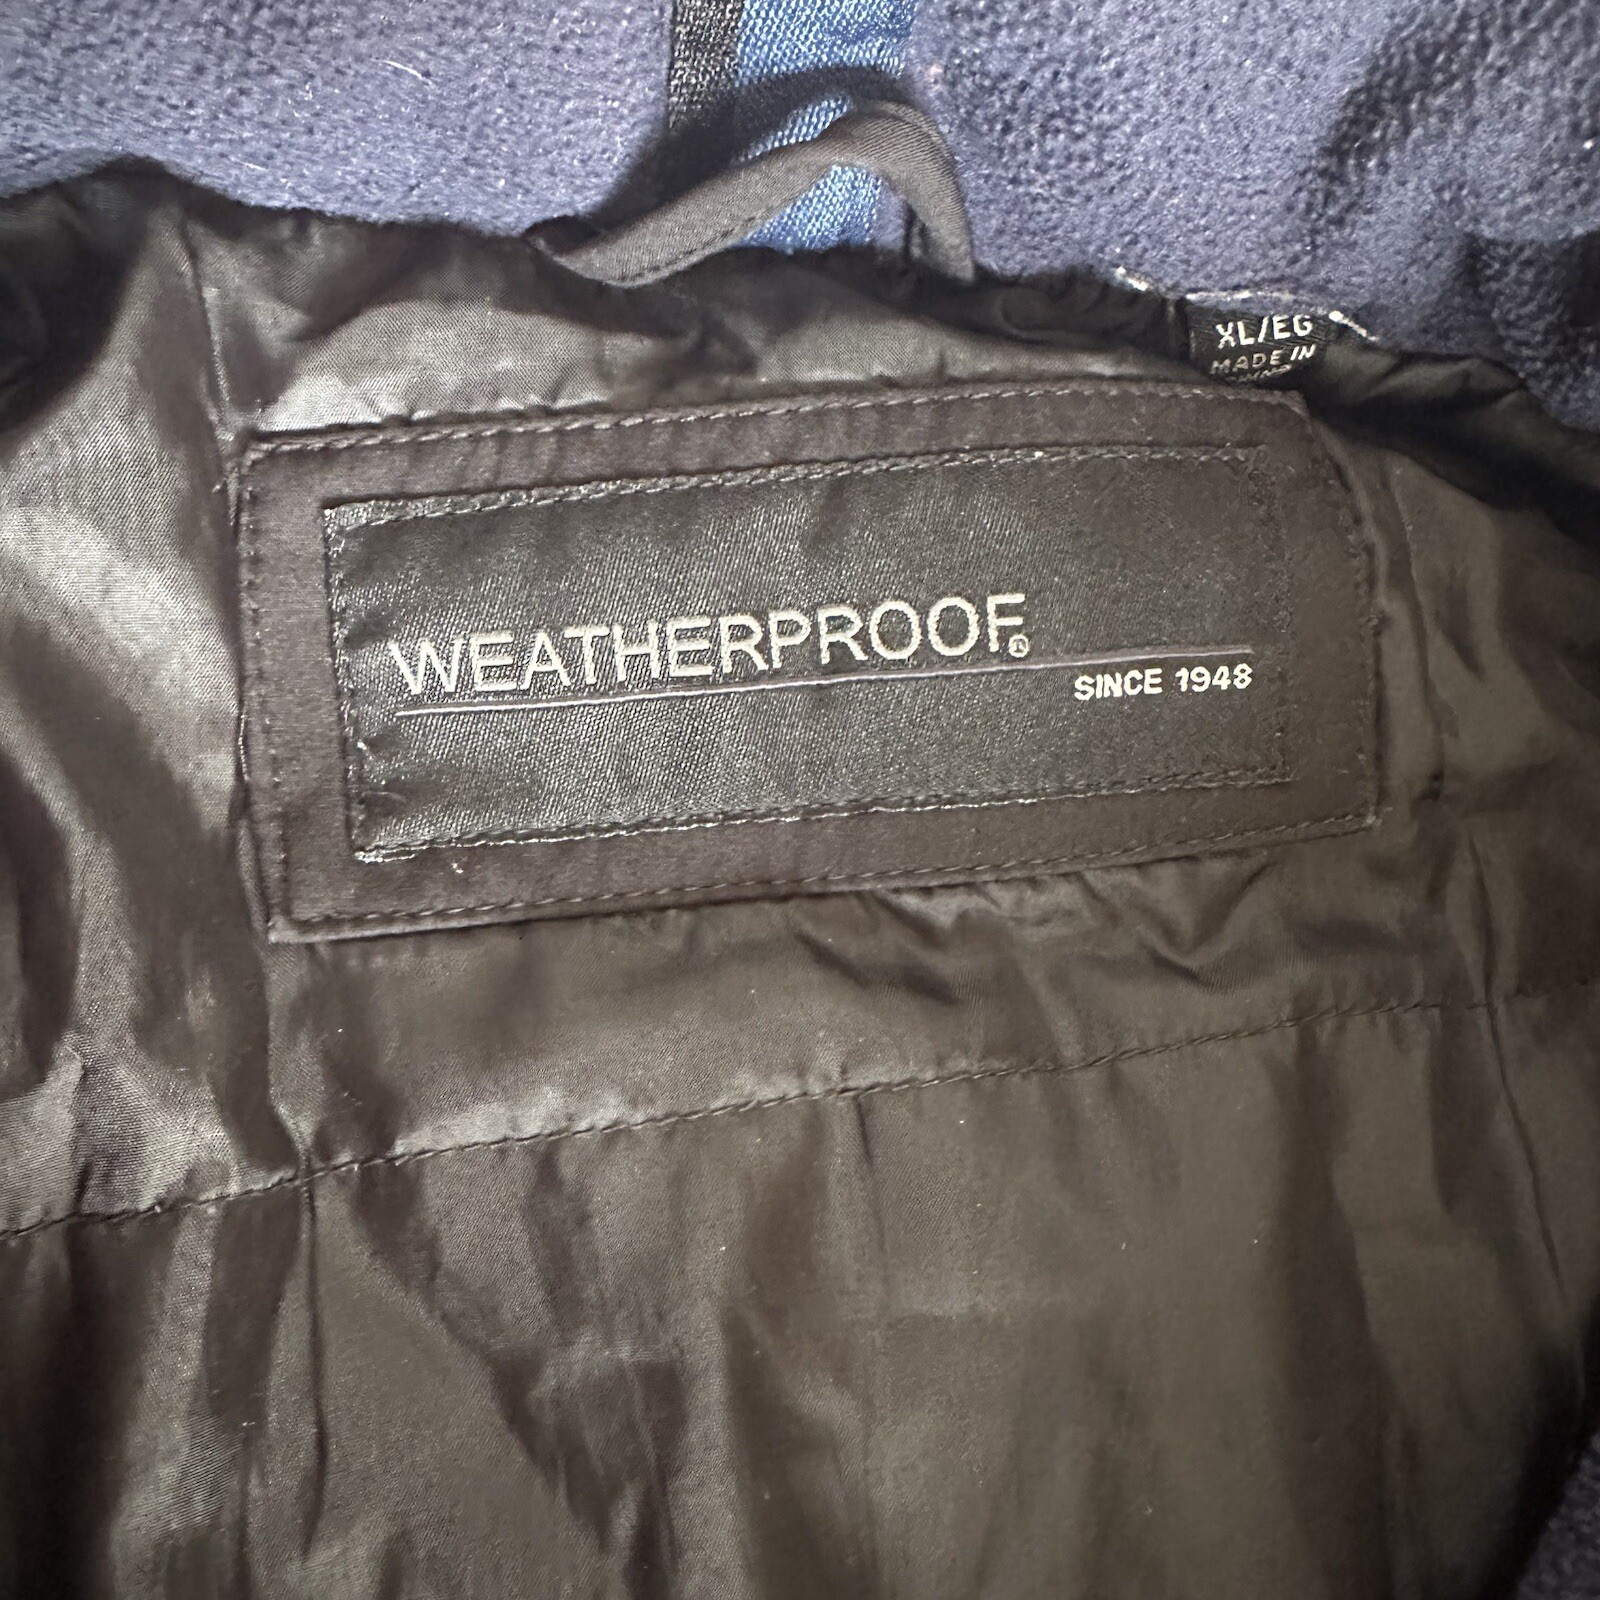 XL/EG
MADE IN
WEATHERPROOF®
SINCE 1948